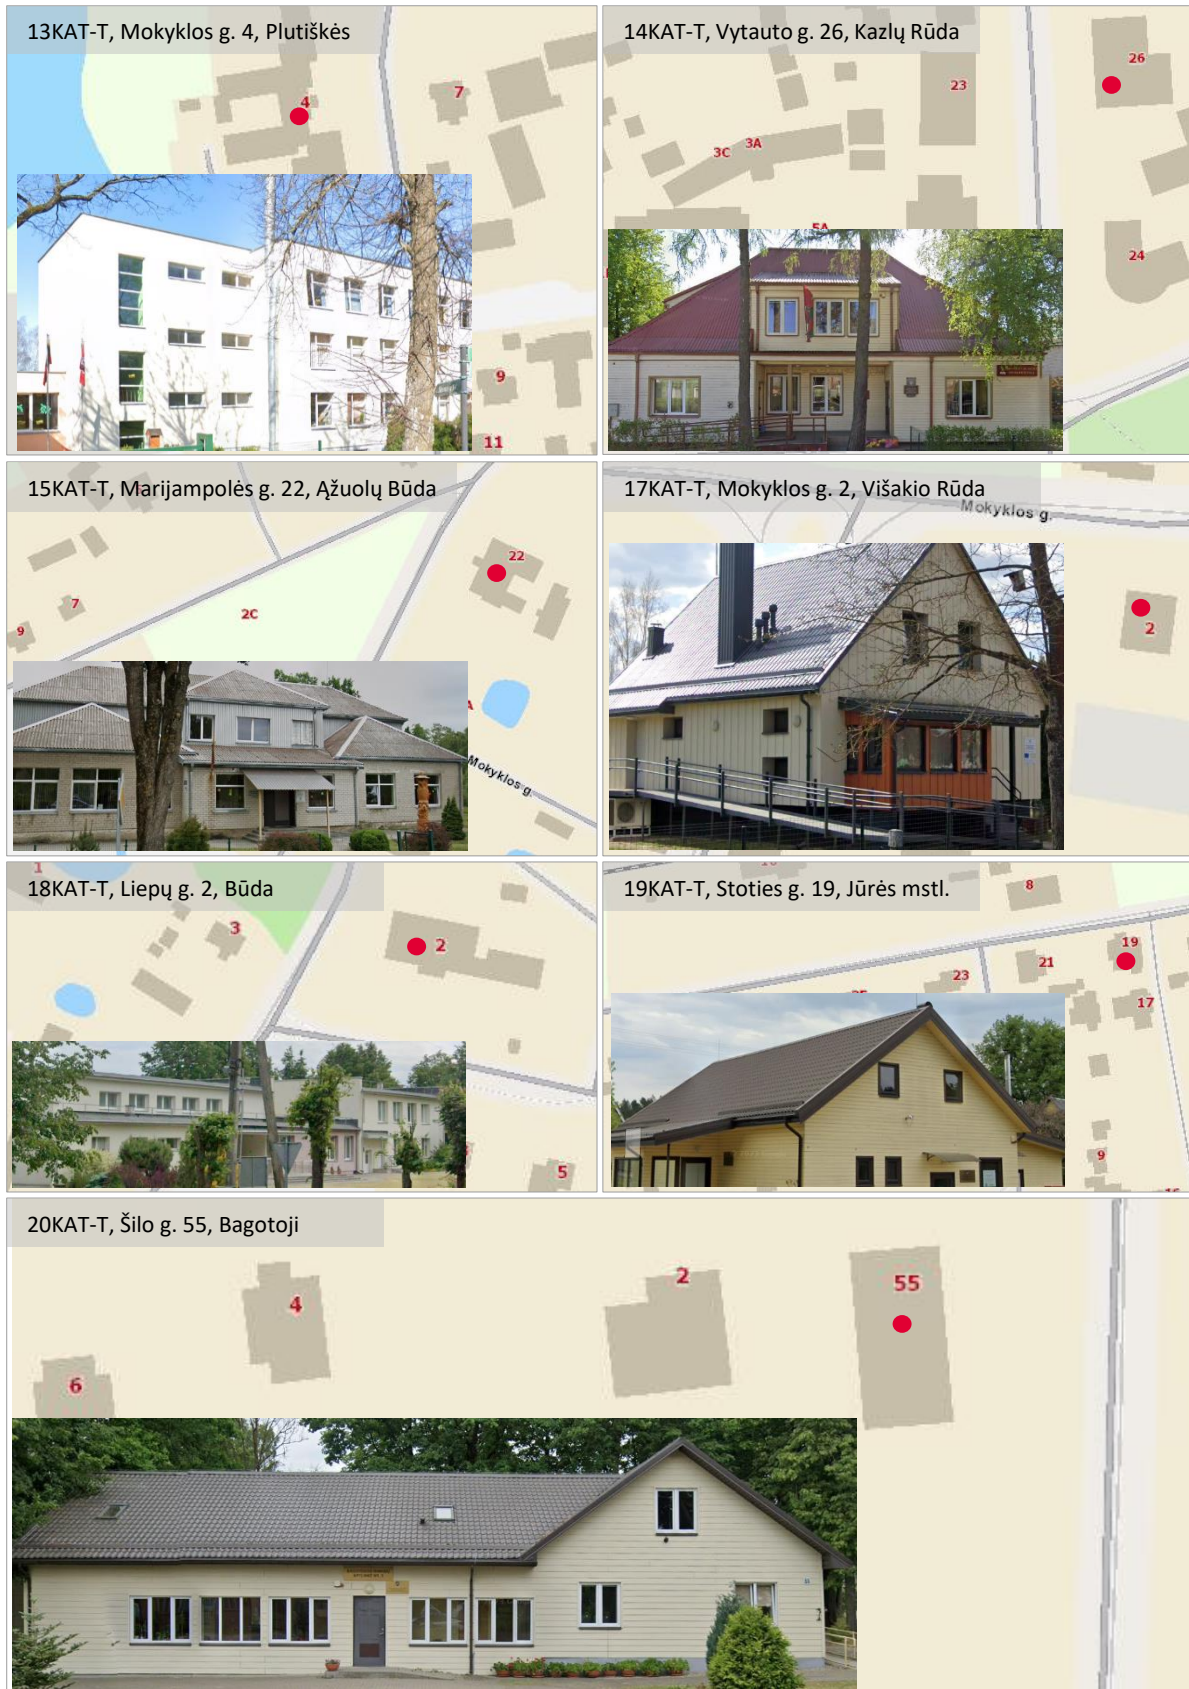 13KAT-T, Mokyklos g. 4, Plutiškės
4
7
9
11
14KAT-T, Vytauto g. 26, Kazlų Rūda
26
23
3A
3C
5A
24
15KAT-T, Marijampolės g. 22, Ąžuolų Būda
22
7
2C
9
A
Mokyklos g.
17KAT-T, Mokyklos g. 2, Višakio Rūda
Mokyklos g.
2
18KAT-T, Liepų g. 2, Būda
1
3
2
5
19KAT-T, Stoties g. 19, Jūrės mstl.
8
19
21
23
17
9
20KAT-T, Šilo g. 55, Bagotoji
2
55
4
6